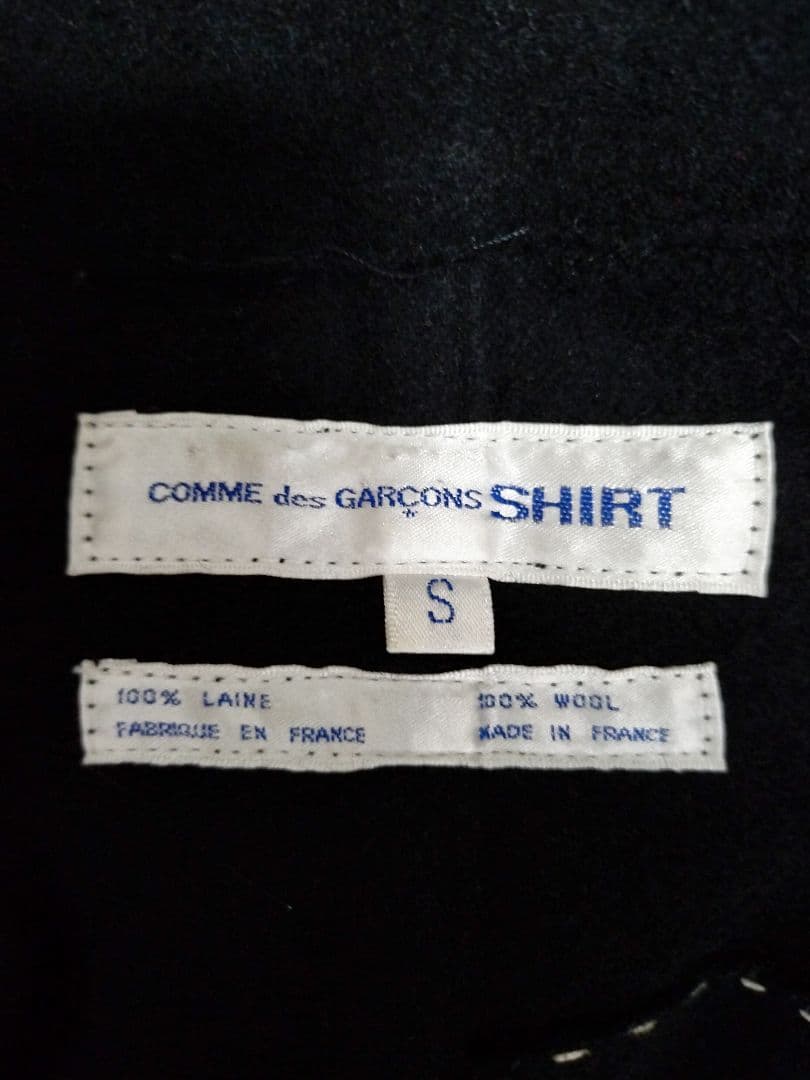 COMME des GARÇONS SHIRT
S
100% LAINE 100% WOOL
FABRIQUE EN FRANCE MADE IN FRANCE